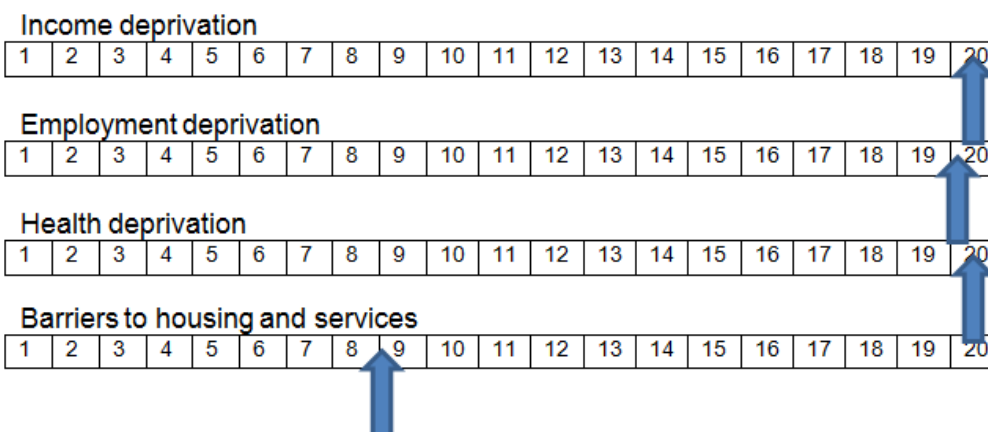 Income deprivation
1 2 3 4 5 6 7 8 9 10 11 12 13 14 15 16 17 18 19 20
Employment deprivation
1 2 3 4 5 6 7 8 9 10 11 12 13 14 15 16 17 18 19 20
Health deprivation
1 2 3 4 5 6 7 8 9 10 11 12 13 14 15 16 17 18 19 20
Barriers to housing and services
1 2 3 4 5 6 7 8 9 10 11 12 13 14 15 16 17 18 19 20